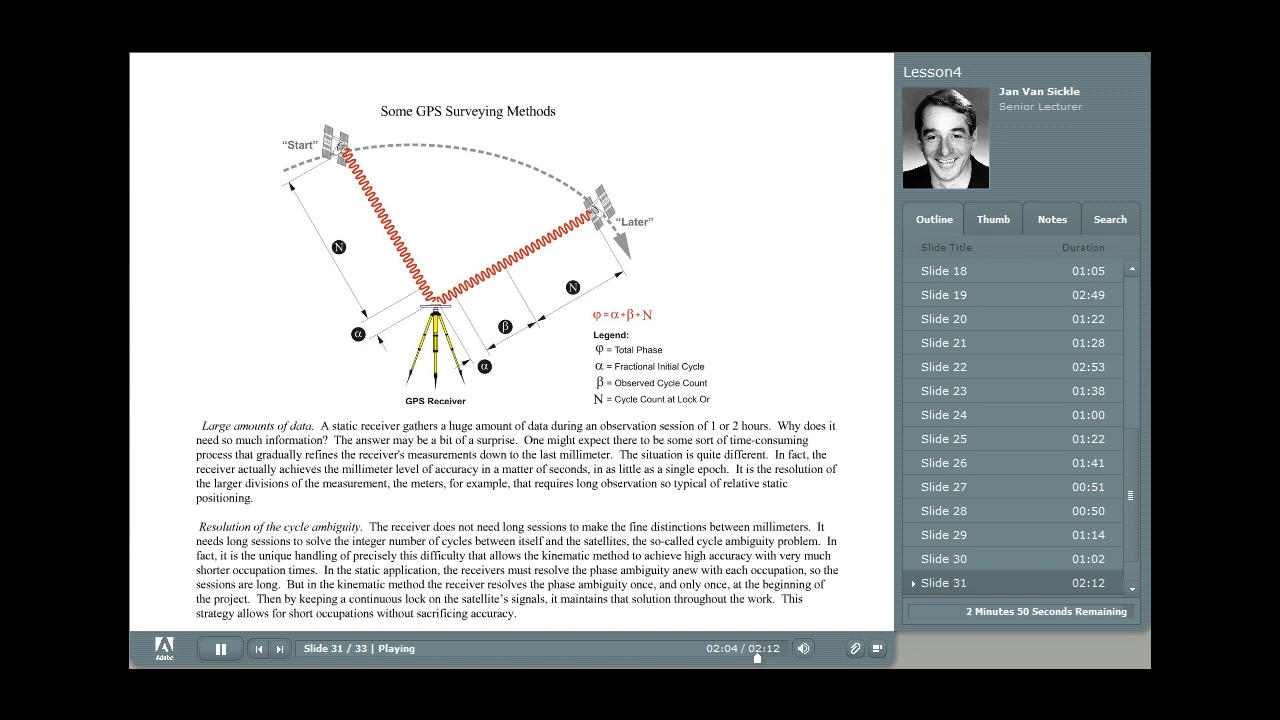 Some GPS Surveying Methods
“Start”
“Later”
N
N
α
β
α
φ = α + β + N
Legend:
φ = Total Phase
α = Fractional Initial Cycle
β = Observed Cycle Count
N = Cycle Count at Lock Or
GPS Receiver
Large amounts of data. A static receiver gathers a huge amount of data during an observation session of 1 or 2 hours. Why does it
need so much information? The answer may be a bit of a surprise. One might expect there to be some sort of time-consuming
process that gradually refines the receiver's measurements down to the last millimeter. The situation is quite different. In fact, the
receiver actually achieves the millimeter level of accuracy in a matter of seconds, in as little as a single epoch. It is the resolution of
the larger divisions of the measurement, the meters, for example, that requires long observation so typical of relative static
positioning.
Resolution of the cycle ambiguity. The receiver does not need long sessions to make the fine distinctions between millimeters. It
needs long sessions to solve the integer number of cycles between itself and the satellites, the so-called cycle ambiguity problem. In
fact, it is the unique handling of precisely this difficulty that allows the kinematic method to achieve high accuracy with very much
shorter occupation times. In the static application, the receivers must resolve the phase ambiguity anew with each occupation, so the
sessions are long. But in the kinematic method the receiver resolves the phase ambiguity once, and only once, at the beginning of
the project. Then by keeping a continuous lock on the satellite’s signals, it maintains that solution throughout the work. This
strategy allows for short occupations without sacrificing accuracy.
Adobe
Slide 31 / 33 | Playing
02:04 / 02:12
Lesson4
Jan Van Sickle
Senior Lecturer
Outline Thumb Notes Search
Slide Title Duration
Slide 18 01:05
Slide 19 02:49
Slide 20 01:22
Slide 21 01:28
Slide 22 02:53
Slide 23 01:38
Slide 24 01:00
Slide 25 01:22
Slide 26 01:41
Slide 27 00:51
Slide 28 00:50
Slide 29 01:14
Slide 30 01:02
Slide 31 02:12
2 Minutes 50 Seconds Remaining